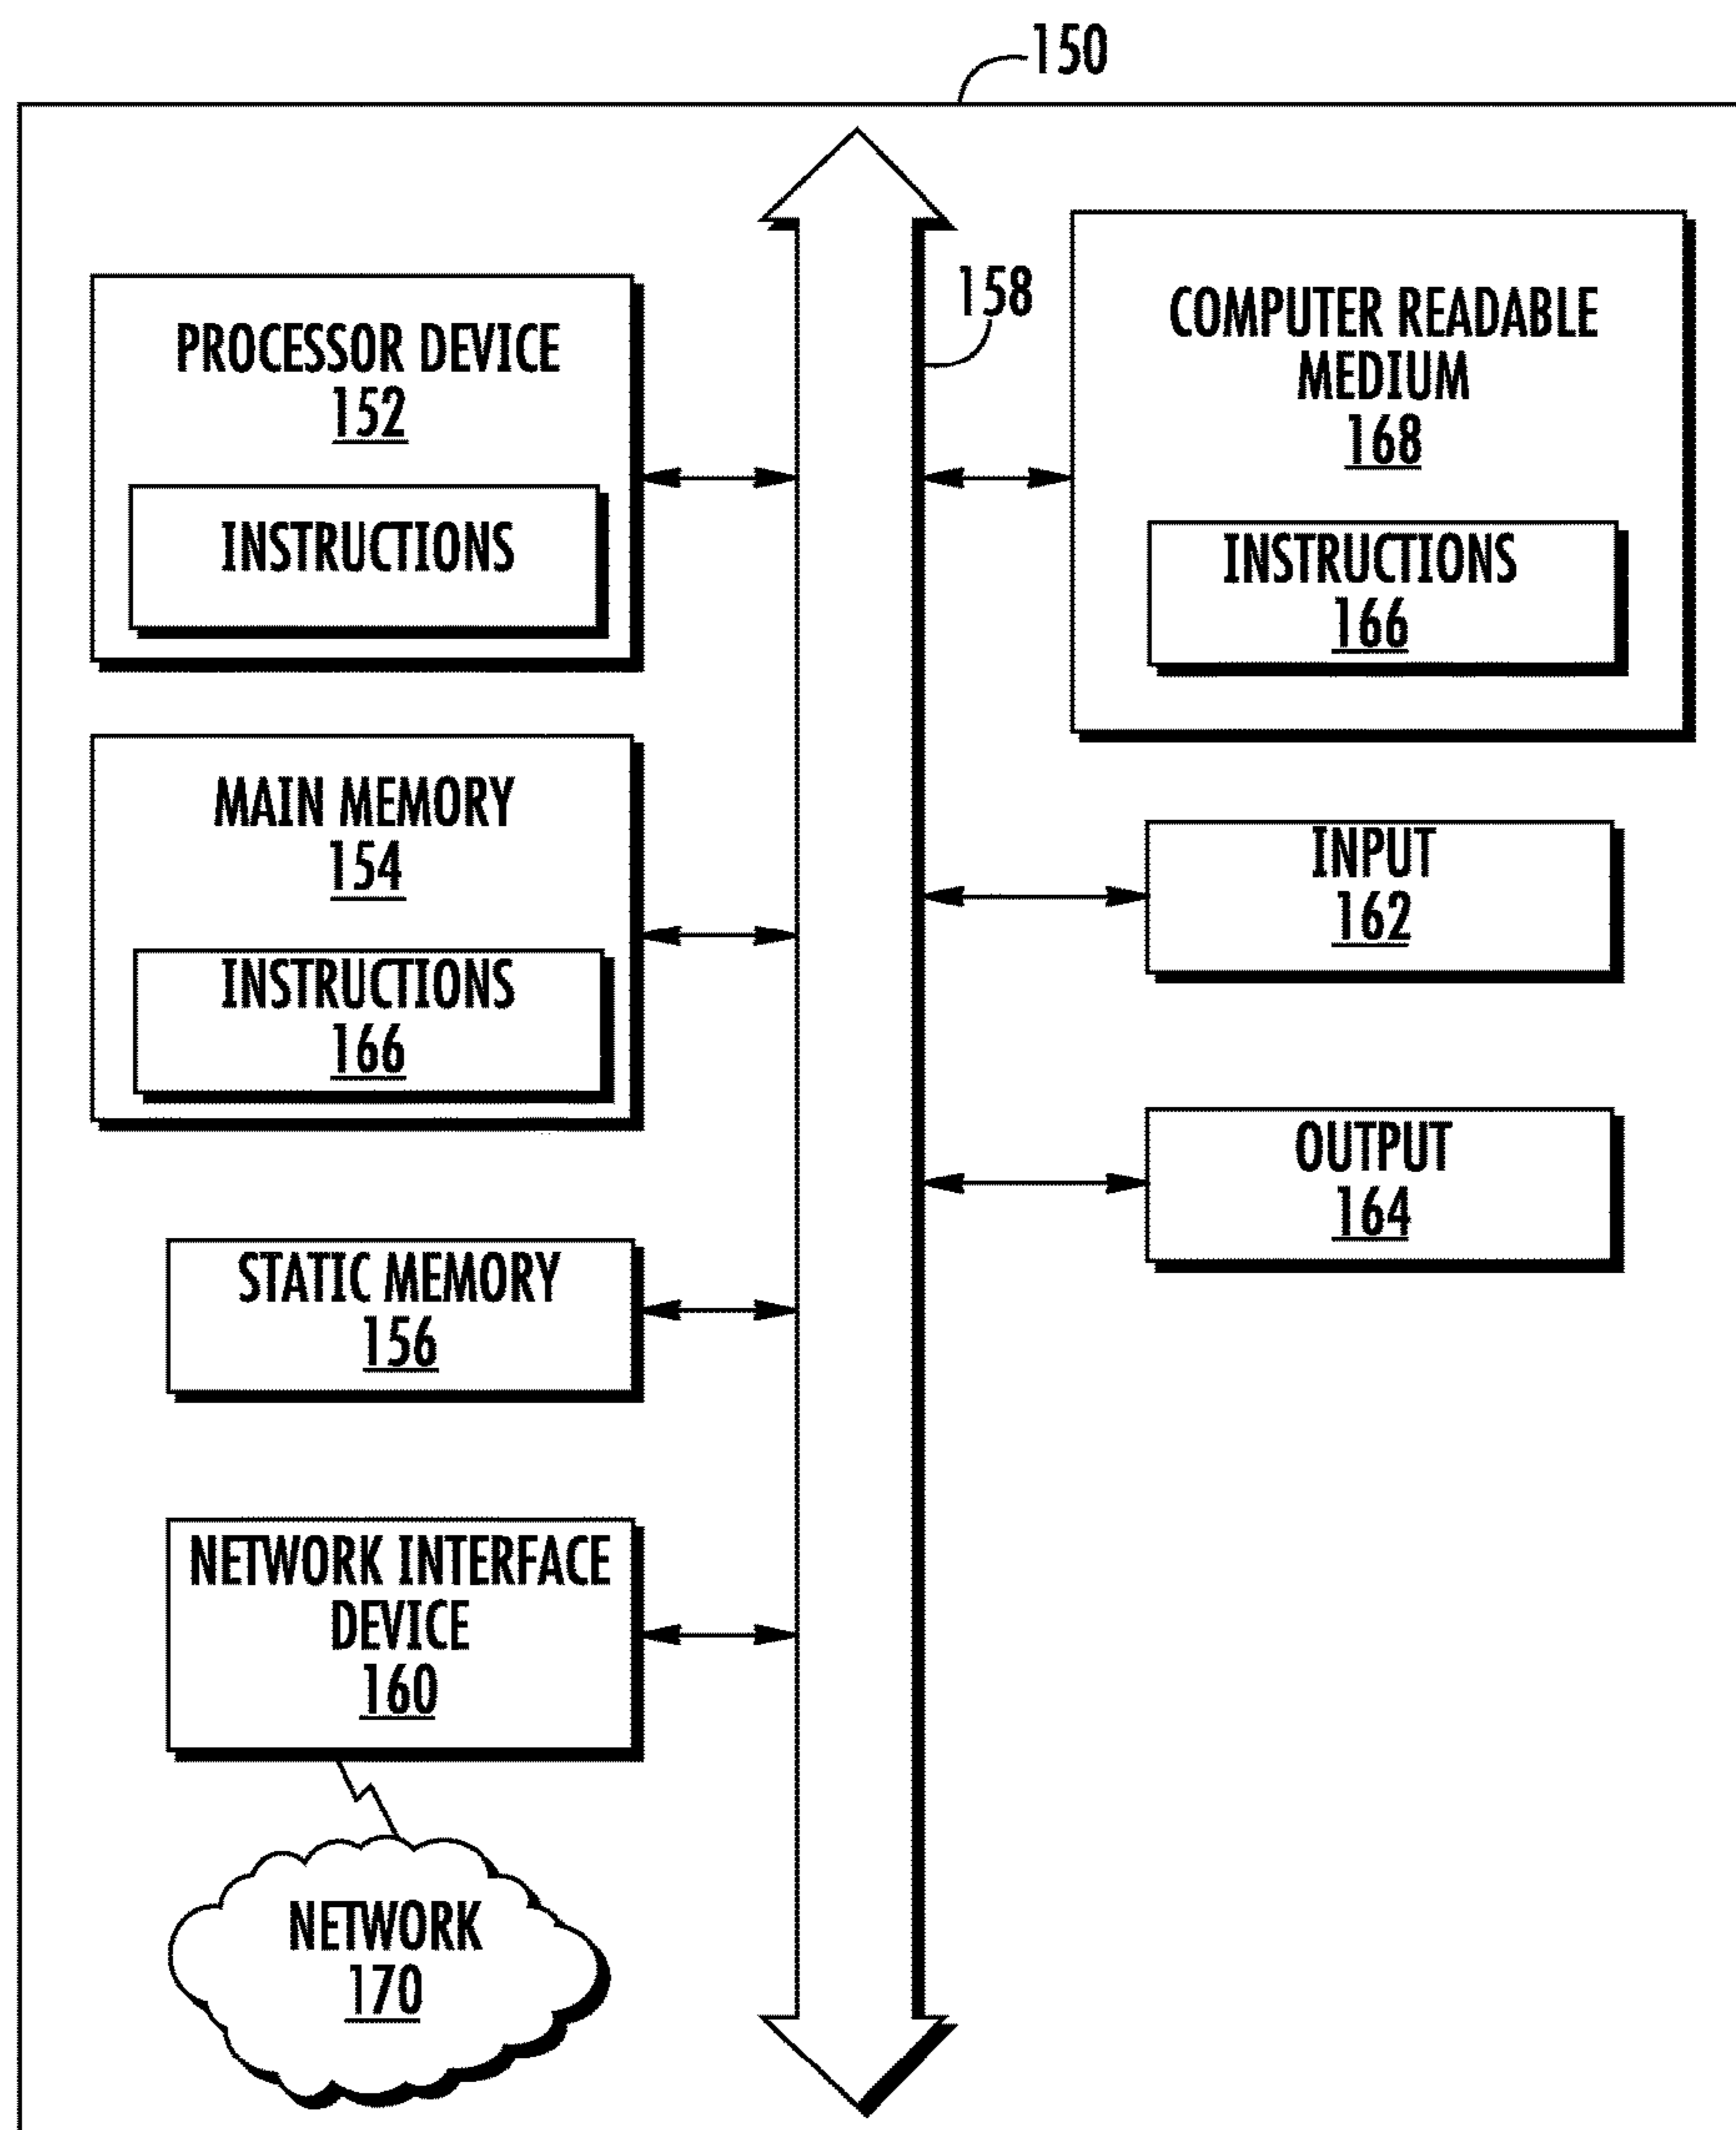 150
PROCESSOR DEVICE
152
INSTRUCTIONS
MAIN MEMORY
154
INSTRUCTIONS
166
STATIC MEMORY
156
NETWORK INTERFACE
DEVICE
160
NETWORK
170
158
COMPUTER READABLE
MEDIUM
168
INSTRUCTIONS
166
INPUT
162
OUTPUT
164